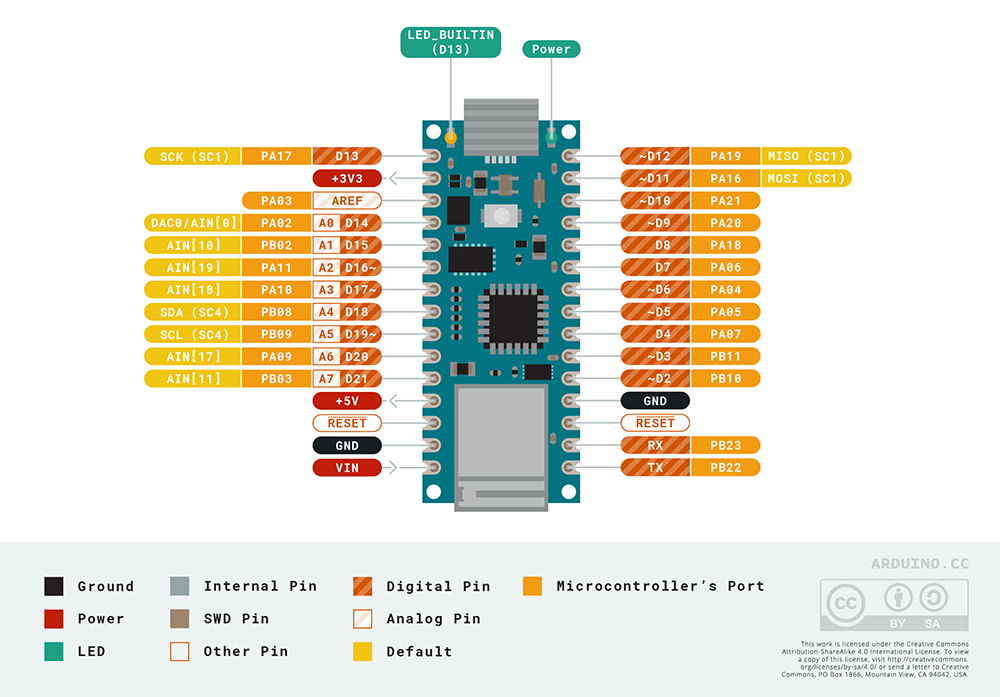 LED_BUILTIN
(D13)
Power
SCK (SC1) PA17 D13
+3V3
PA03 AREF
DAC0/AIN[0] PA02 A0 D14
AIN[10] PB02 A1 D15
AIN[19] PA11 A2 D16~
AIN[18] PA10 A3 D17~
SDA (SC4) PB08 A4 D18
SCL (SC4) PB09 A5 D19~
AIN[17] PA09 A6 D20
AIN[11] PB03 A7 D21
+5V
RESET
GND
VIN
~D12 PA19 MISO (SC1)
~D11 PA16 MOSI (SC1)
~D10 PA21
~D9 PA20
D8 PA18
D7 PA06
~D6 PA04
~D5 PA05
D4 PA07
~D3 PB11
~D2 PB10
GND
RESET
RX PB23
TX PB22
Ground
Power
LED
Internal Pin
SWD Pin
Other Pin
Digital Pin
Analog Pin
Default
Microcontroller's Port
ARDUINO.CC
cc
BY SA
This work is licensed under the Creative Commons
Attribution-ShareAlike 4.0 International License. To view
a copy of this license, visit http://creativecommons.
org/licenses/by-sa/4.0/ or send a letter to Creative
Commons, PO Box 1866, Mountain View, CA 94042, USA.